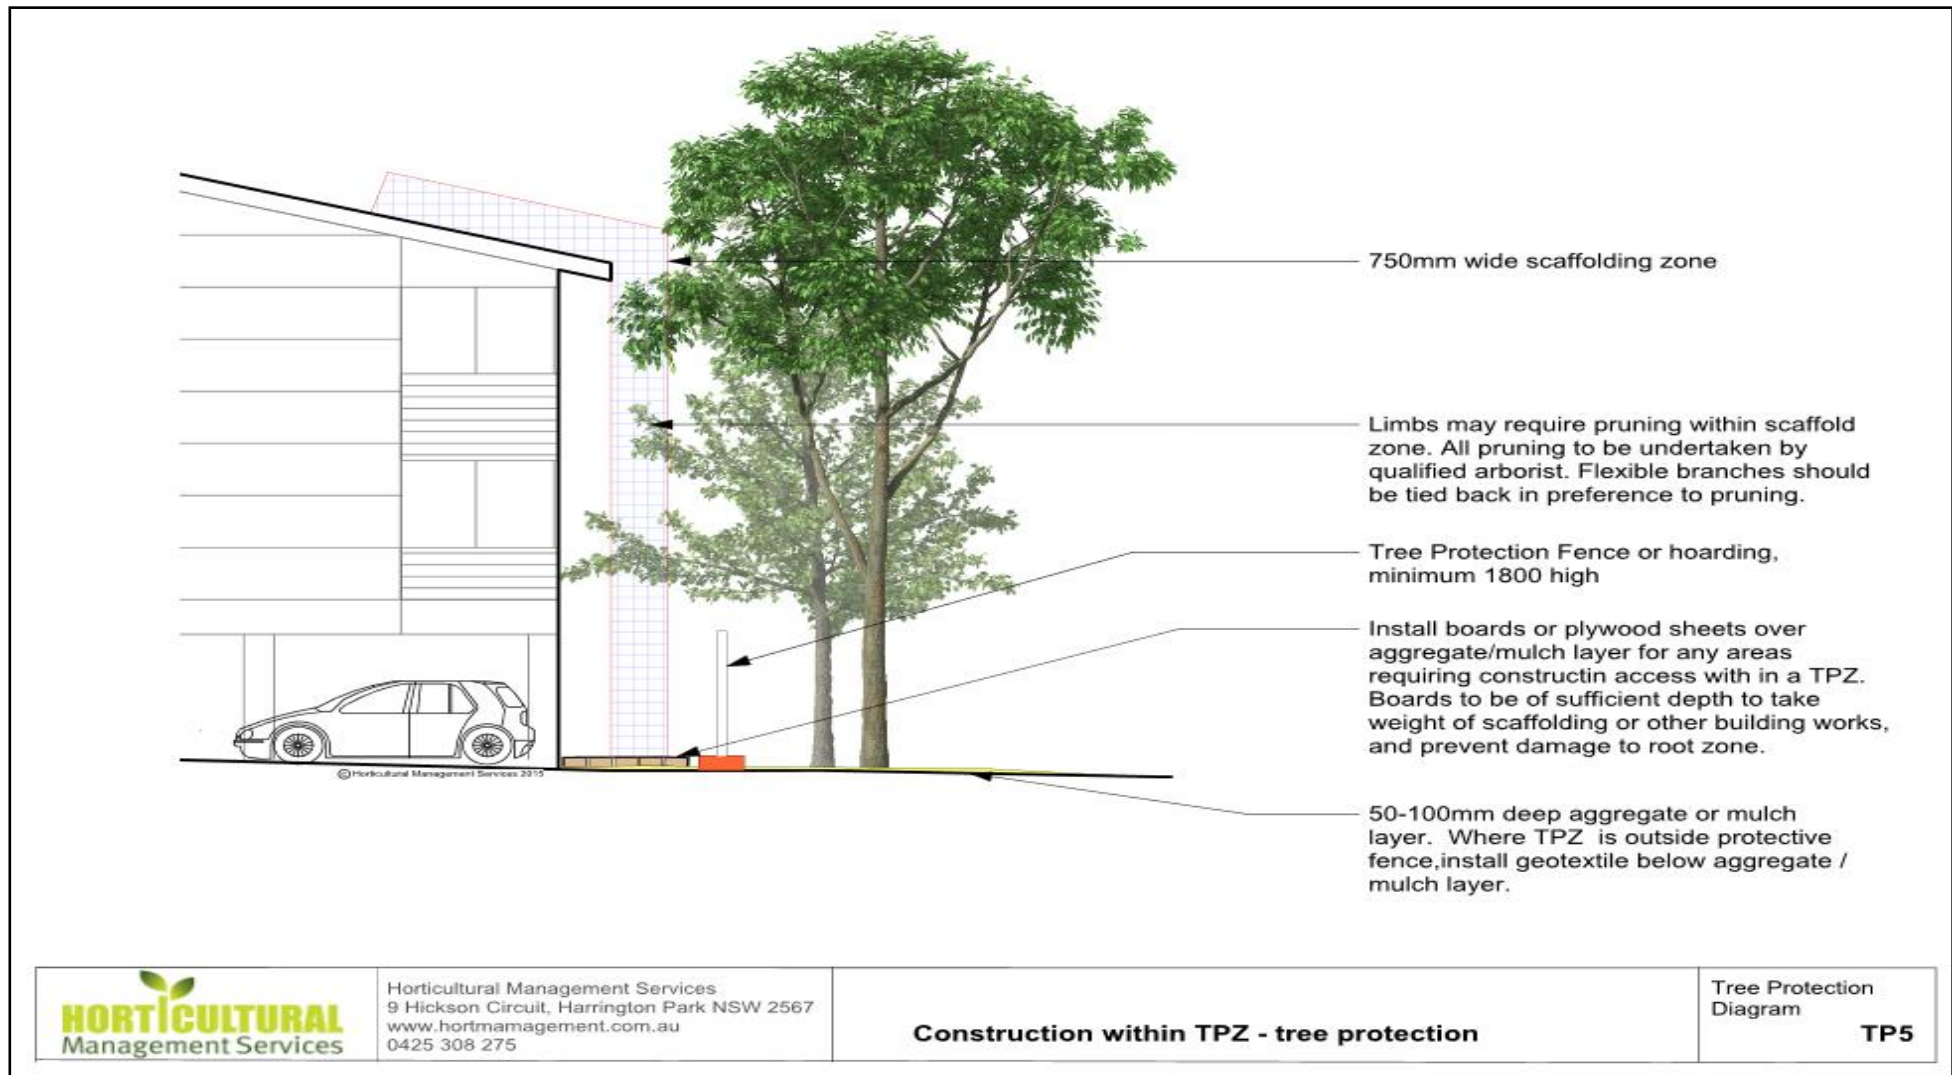 750mm wide scaffolding zone
Limbs may require pruning within scaffold
zone. All pruning to be undertaken by
qualified arborist. Flexible branches should
be tied back in preference to pruning.
Tree Protection Fence or hoarding,
minimum 1800 high
Install boards or plywood sheets over
aggregate/mulch layer for any areas
requiring constructin access with in a TPZ.
Boards to be of sufficient depth to take
weight of scaffolding or other building works,
and prevent damage to root zone.
© Horticultural Management Services 2015
50-100mm deep aggregate or mulch
layer. Where TPZ is outside protective
fence,install geotextile below aggregate /
mulch layer.
HORTICULTURAL
Management Services
Horticultural Management Services
9 Hickson Circuit, Harrington Park NSW 2567
www.hortmamagement.com.au
0425 308 275
Construction within TPZ - tree protection
Tree Protection
Diagram
TP5